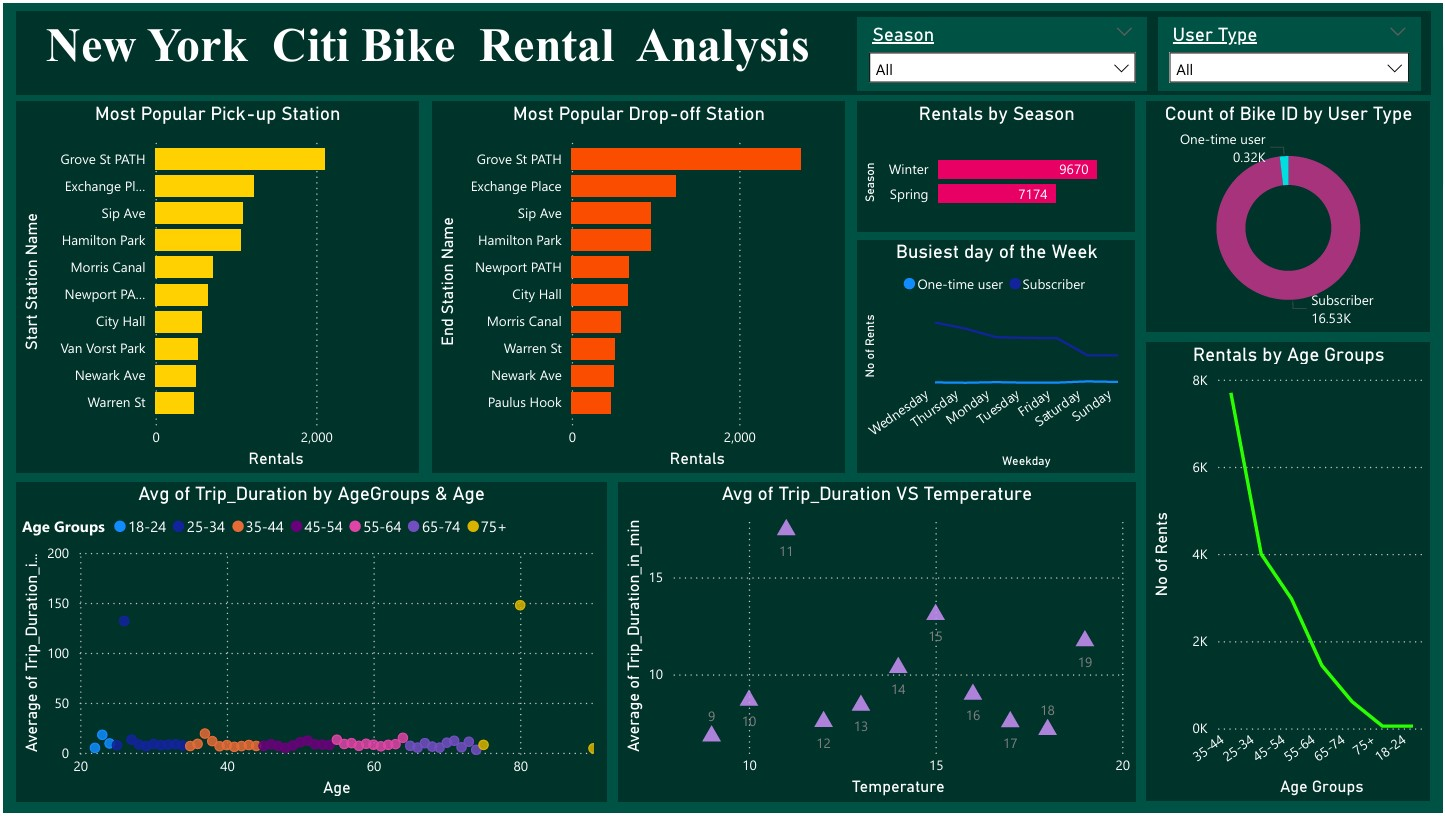 New York Citi Bike Rental Analysis
Season
All
User Type
All
Most Popular Pick-up Station
Start Station Name
Grove St PATH
Exchange Pl...
Sip Ave
Hamilton Park
Morris Canal
Newport PA...
City Hall
Van Vorst Park
Newark Ave
Warren St
0 2,000
Rentals
Most Popular Drop-off Station
End Station Name
Grove St PATH
Exchange Place
Sip Ave
Hamilton Park
Newport PATH
City Hall
Morris Canal
Warren St
Newark Ave
Paulus Hook
0 2,000
Rentals
Rentals by Season
Season
Winter 9670
Spring 7174
Busiest day of the Week
One-time user Subscriber
No of Rents
Wednesday Thursday Monday Tuesday Friday Saturday Sunday
Weekday
Count of Bike ID by User Type
One-time user
0.32K
Subscriber
16.53K
Rentals by Age Groups
No of Rents
8K
6K
4K
2K
0K
35-44 25-34 45-54 55-64 65-74 75+ 18-24
Age Groups
Avg of Trip_Duration by AgeGroups & Age
Age Groups 18-24 25-34 35-44 45-54 55-64 65-74 75+
Average of Trip_Duration_i...
200
150
100
50
0
20 40 60 80
Age
Avg of Trip_Duration VS Temperature
Average of Trip_Duration_in_min
15
10
11
15
19
14
9
10
13
12
16
17
18
10 15 20
Temperature